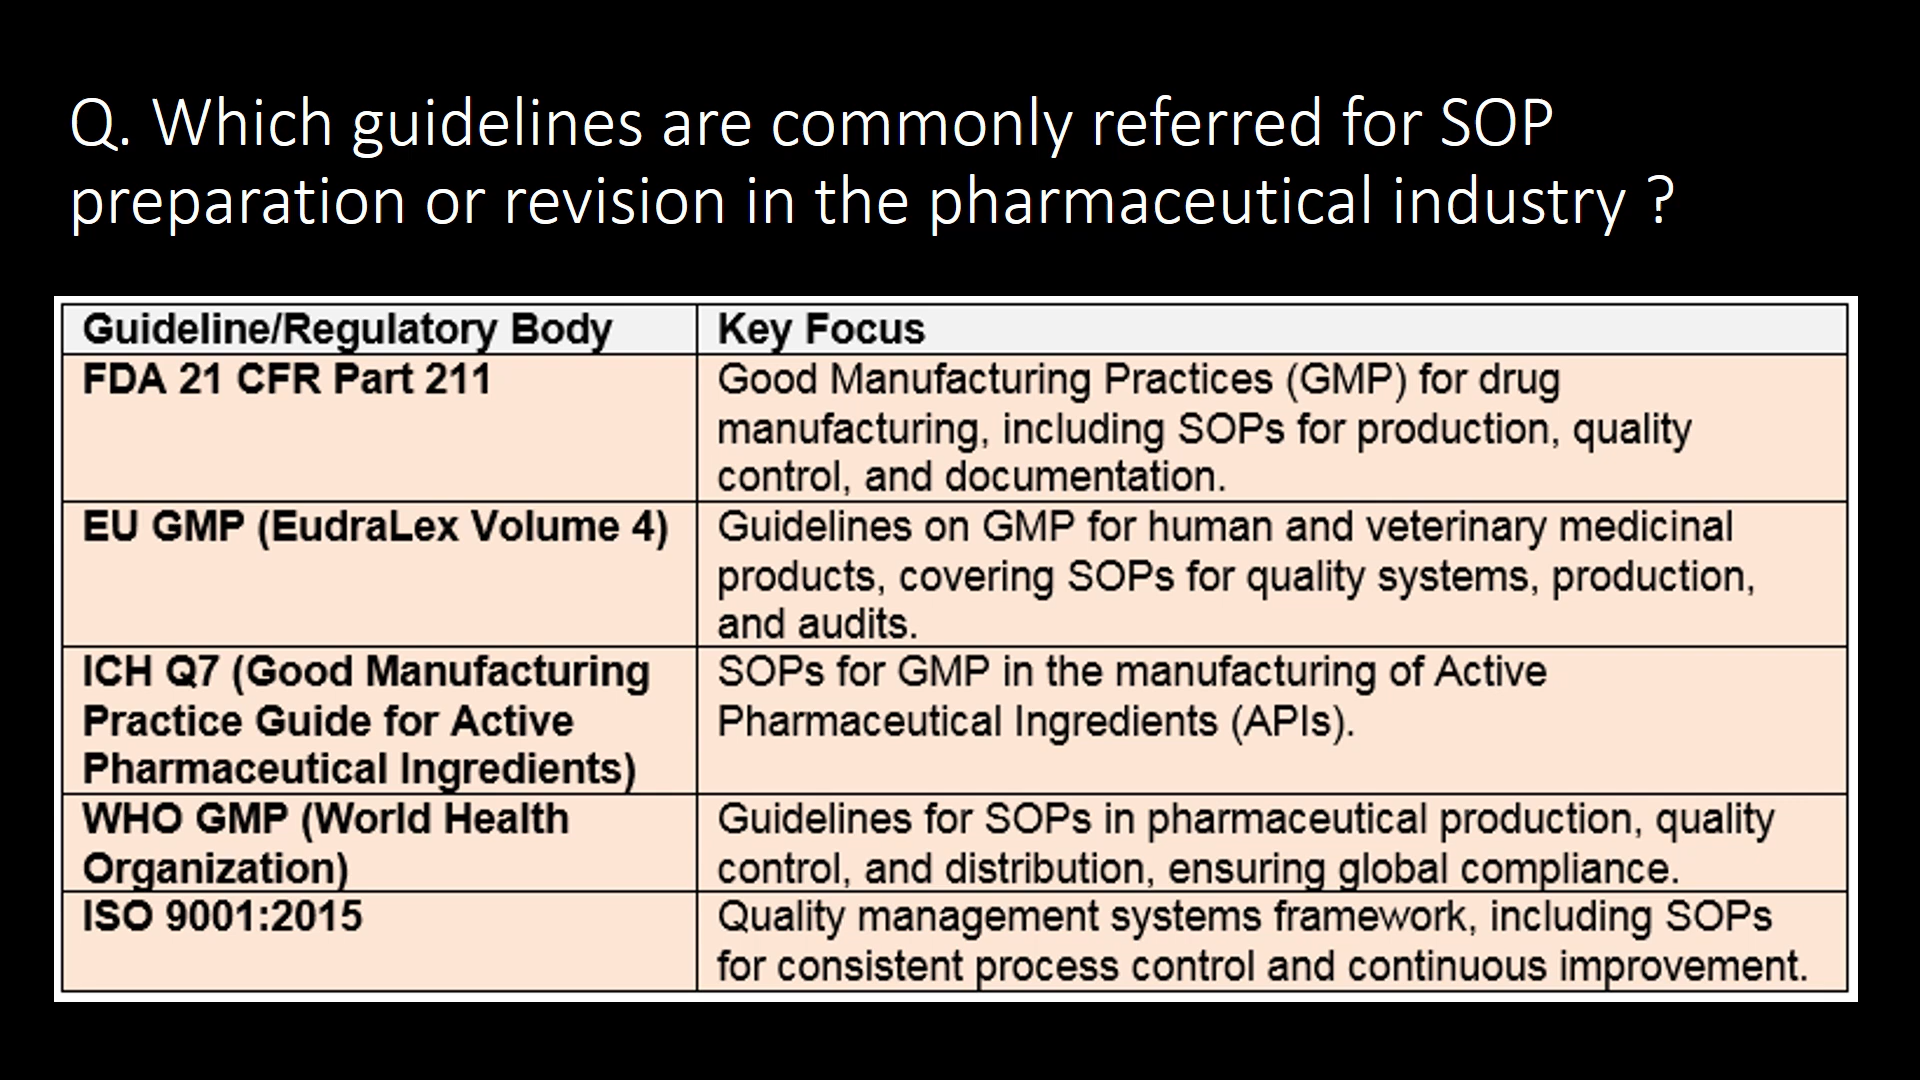 Q. Which guidelines are commonly referred for SOP
preparation or revision in the pharmaceutical industry ?
Guideline/Regulatory Body
Key Focus
FDA 21 CFR Part 211
Good Manufacturing Practices (GMP) for drug
manufacturing, including SOPs for production, quality
control, and documentation.
EU GMP (EudraLex Volume 4)
Guidelines on GMP for human and veterinary medicinal
products, covering SOPs for quality systems, production,
and audits.
ICH Q7 (Good Manufacturing
Practice Guide for Active
Pharmaceutical Ingredients)
SOPs for GMP in the manufacturing of Active
Pharmaceutical Ingredients (APIs).
WHO GMP (World Health
Organization)
Guidelines for SOPs in pharmaceutical production, quality
control, and distribution, ensuring global compliance.
ISO 9001:2015
Quality management systems framework, including SOPs
for consistent process control and continuous improvement.